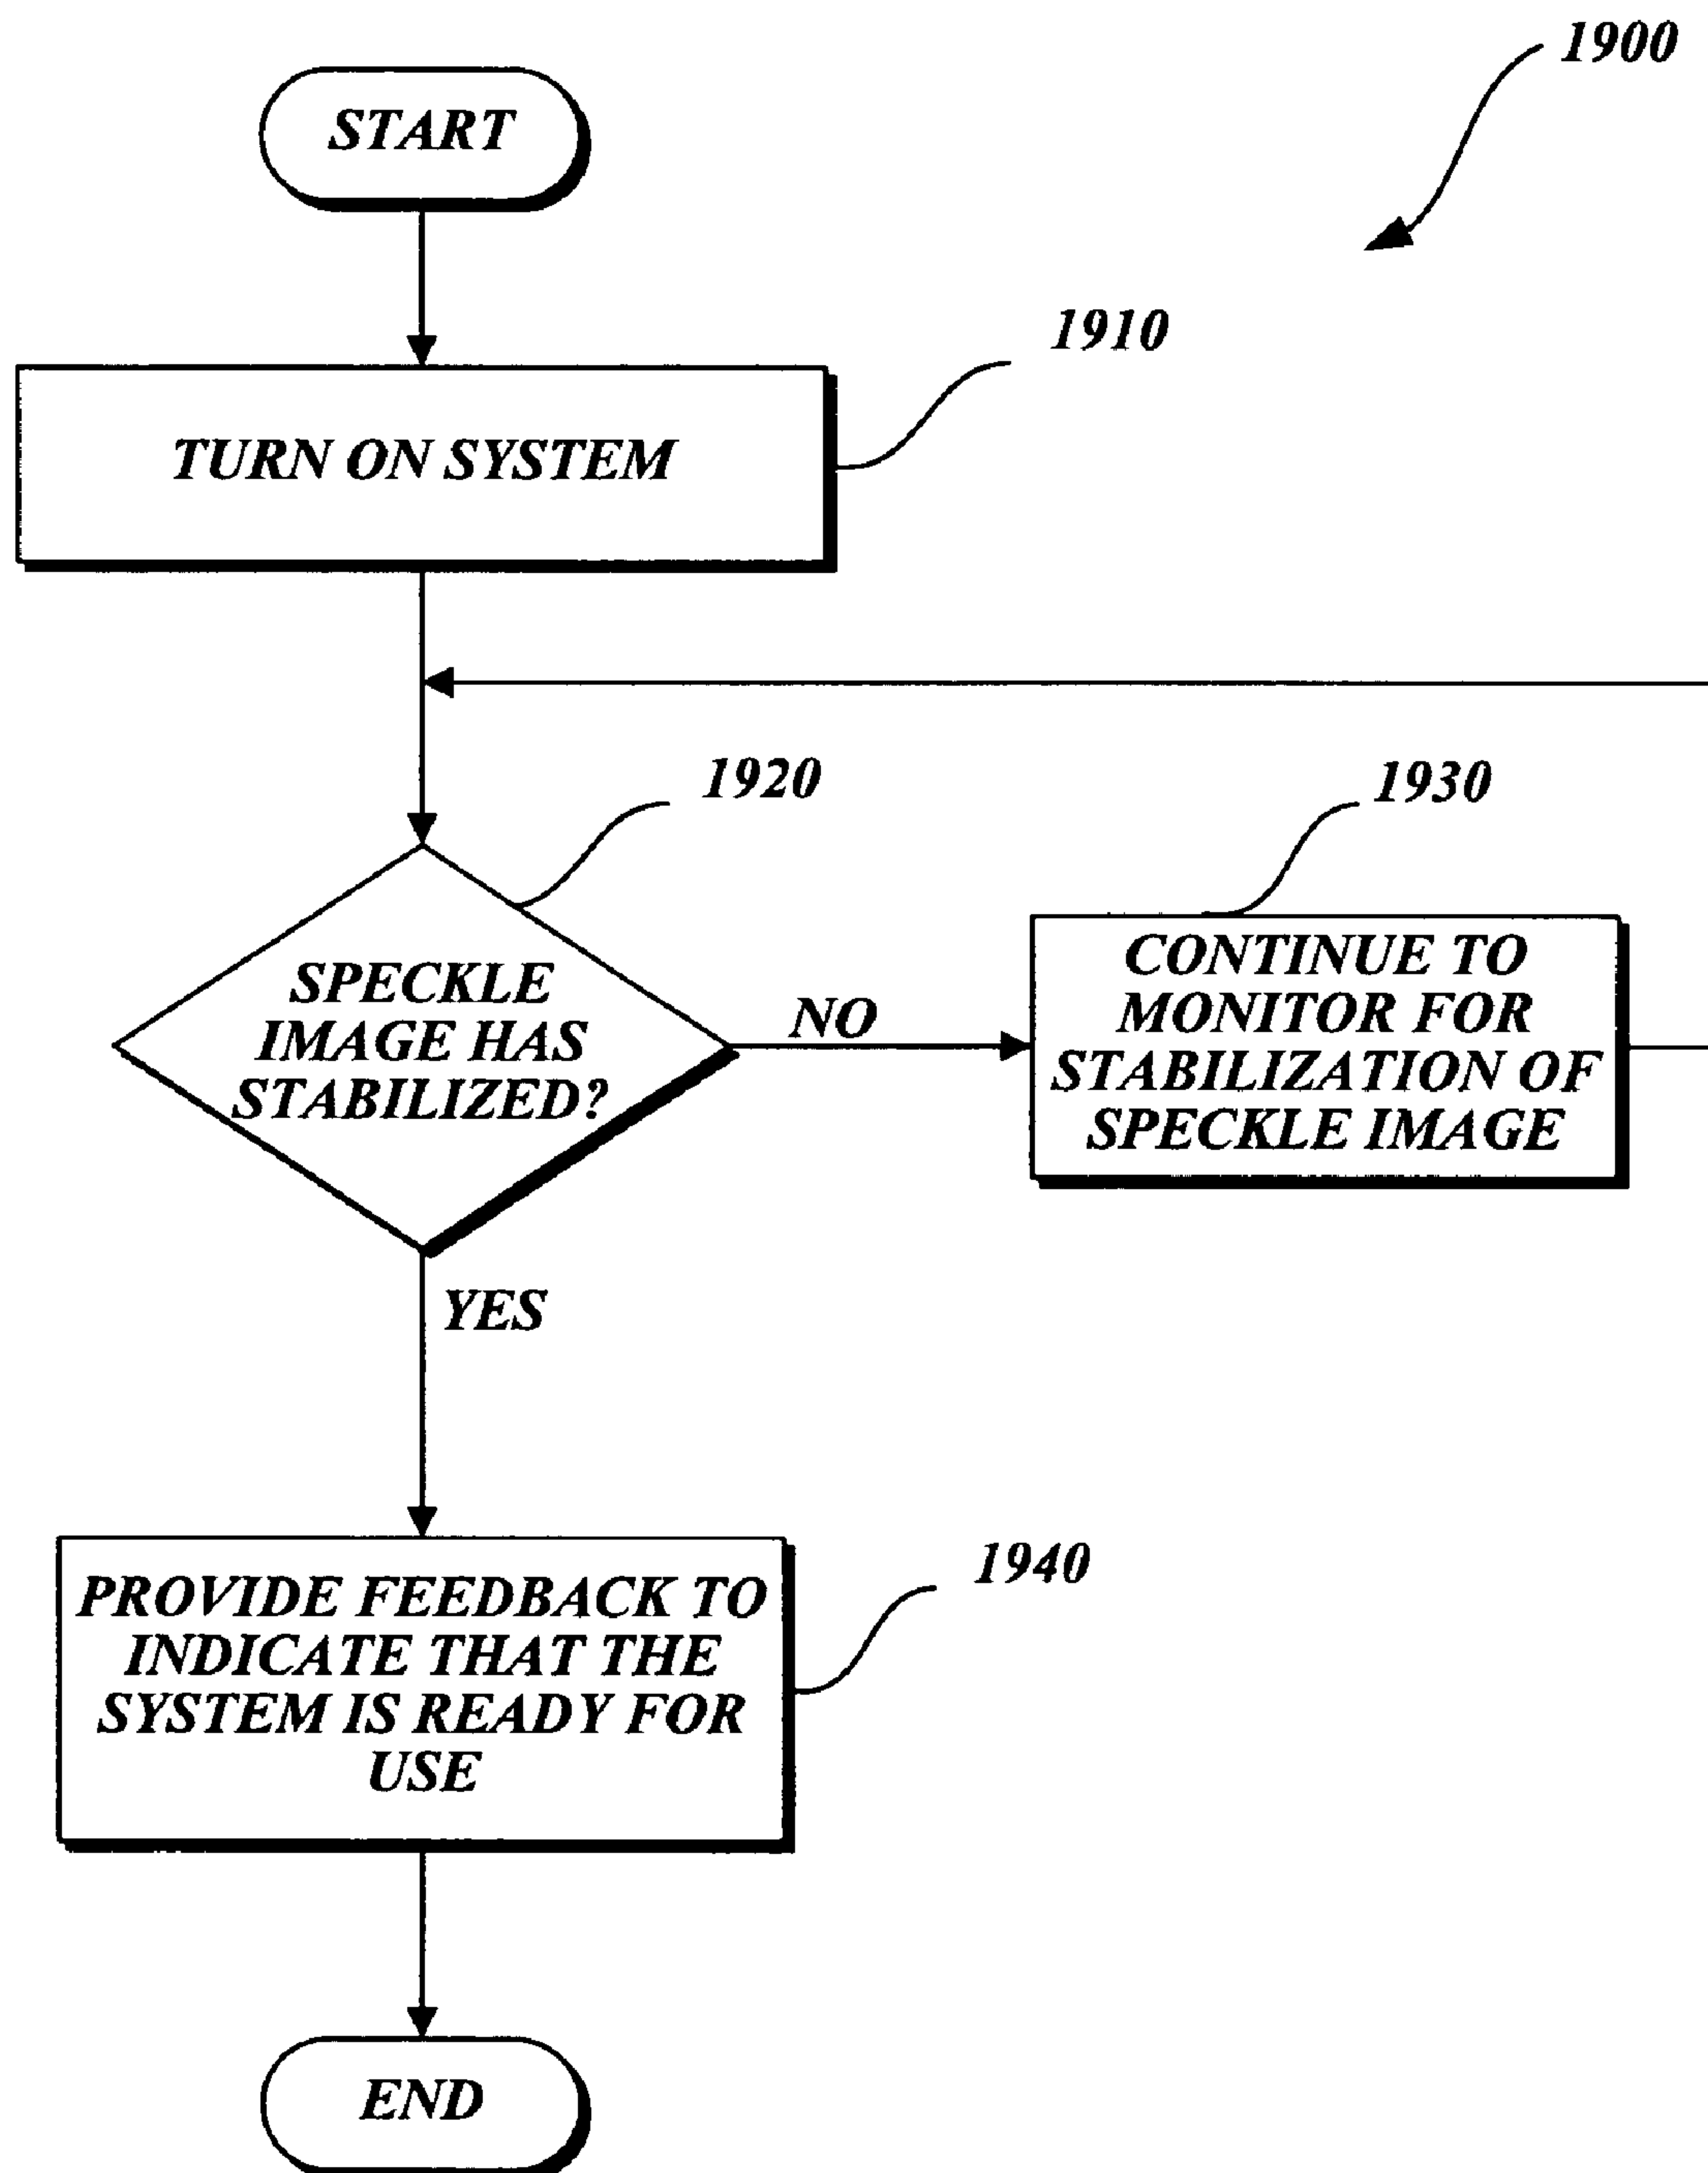 1900
START
1910
TURN ON SYSTEM
1920
1930
SPECKLE
IMAGE HAS
STABILIZED?
NO
CONTINUE TO
MONITOR FOR
STABILIZATION OF
SPECKLE IMAGE
YES
1940
PROVIDE FEEDBACK TO
INDICATE THAT THE
SYSTEM IS READY FOR
USE
END